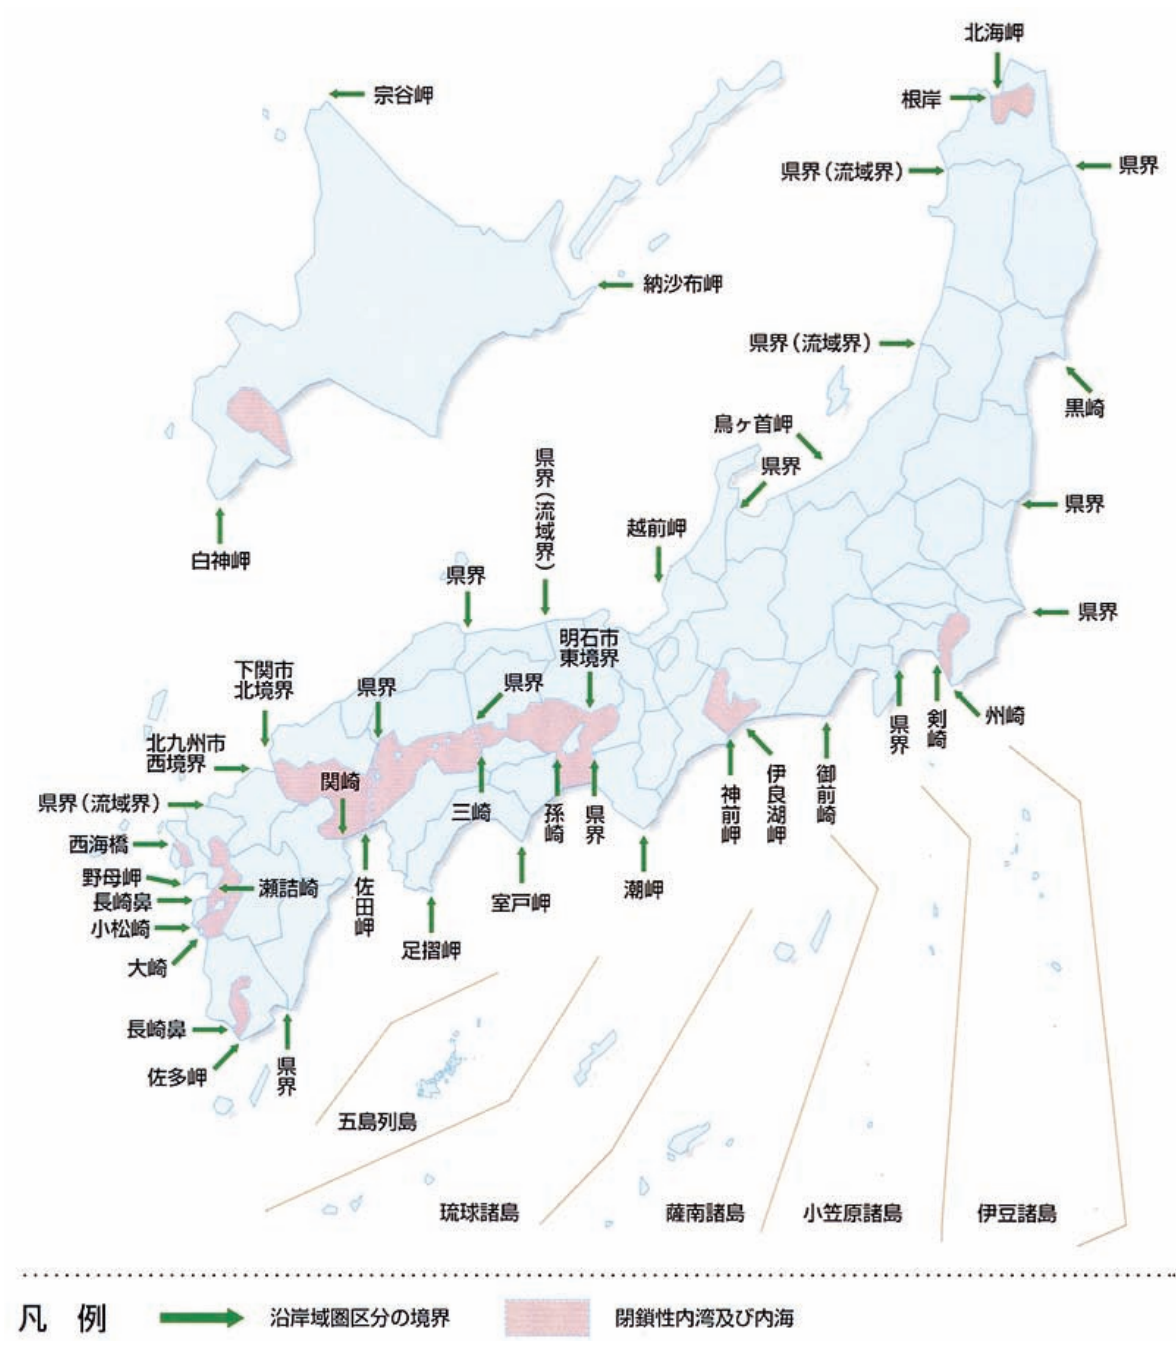 北海岬
宗谷岬
根岸
県界（流域界）
県界
納沙布岬
県界（流域界）
黒崎
鳥ヶ首岬
県界
県界（流域界）
県界
越前岬
白神岬
県界
県界
明石市
東境界
下関市
北境界
県界
県界
北九州市
西境界
関崎
県界（流域界）
三崎
孫崎
県界
神前岬
伊良湖岬
御前崎
県界
剣崎
州崎
西海橋
野母岬
瀬詰崎
長崎鼻
小松崎
大崎
佐田岬
足摺岬
室戸岬
潮岬
長崎鼻
佐多岬
県界
五島列島
琉球諸島
薩南諸島
小笠原諸島
伊豆諸島
凡 例
沿岸域圏区分の境界
閉鎖性内湾及び内海